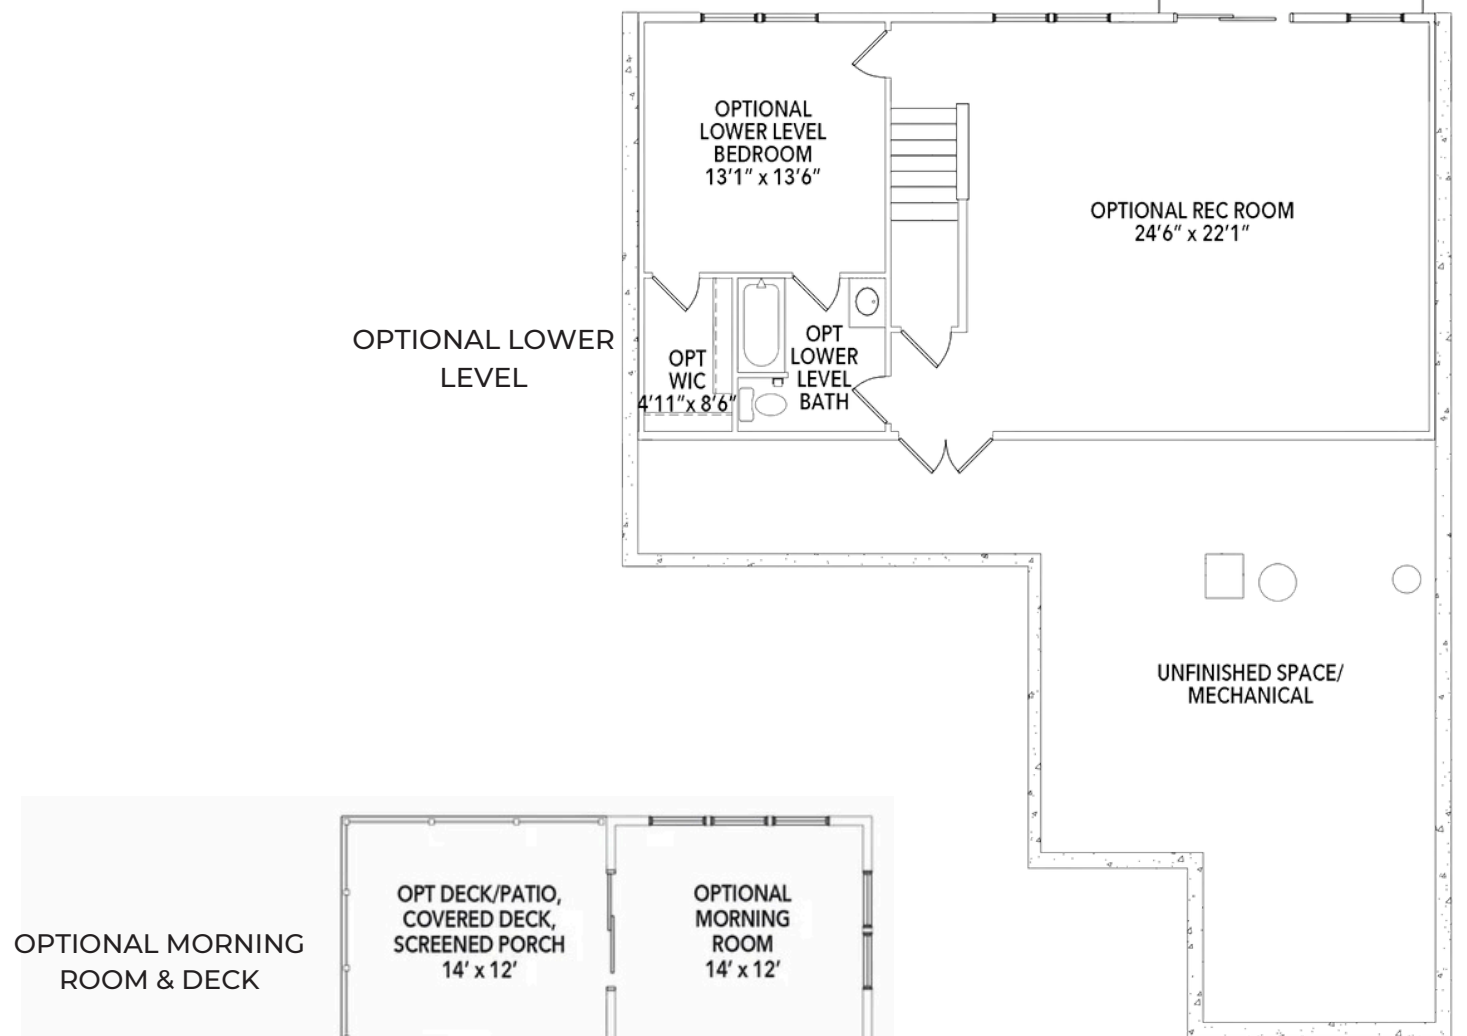 OPTIONAL
LOWER LEVEL
BEDROOM
13'1" x 13'6"
OPTIONAL REC ROOM
24'6" x 22'1"
OPTIONAL LOWER
LEVEL
OPT
WIC
4'11"x 8'6"
OPT
LOWER
LEVEL
BATH
UNFINISHED SPACE/
MECHANICAL
OPTIONAL MORNING
ROOM & DECK
OPT DECK/PATIO,
COVERED DECK,
SCREENED PORCH
14' x 12'
OPTIONAL
MORNING
ROOM
14' x 12'